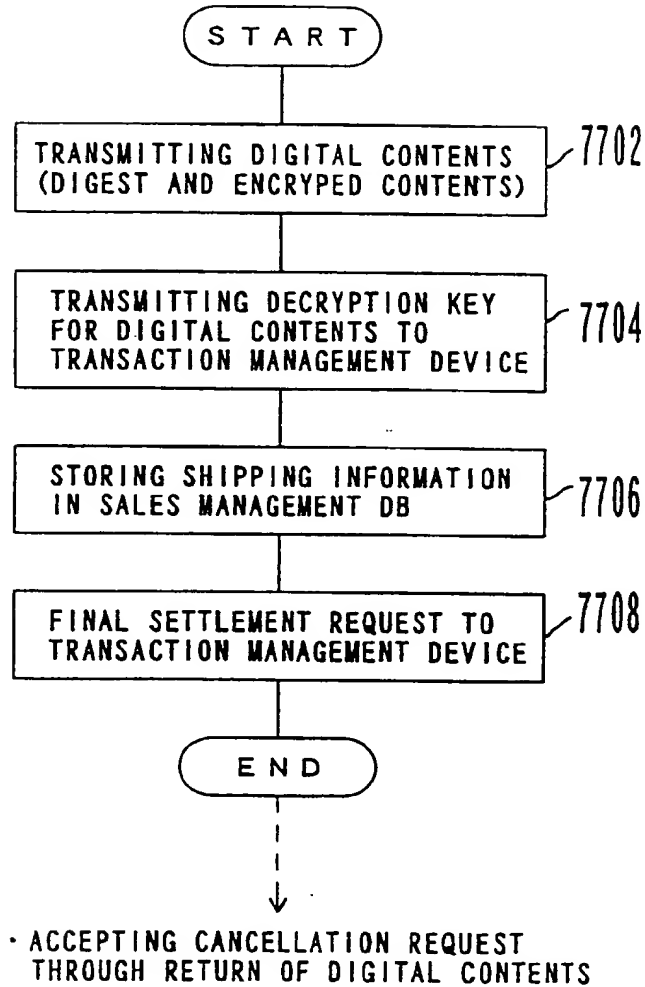 START
TRANSMITTING DIGITAL CONTENTS
(DIGEST AND ENCRYPED CONTENTS)
7702
TRANSMITTING DECRYPTION KEY
FOR DIGITAL CONTENTS TO
TRANSACTION MANAGEMENT DEVICE
7704
STORING SHIPPING INFORMATION
IN SALES MANAGEMENT DB
7706
FINAL SETTLEMENT REQUEST TO
TRANSACTION MANAGEMENT DEVICE
7708
END
· ACCEPTING CANCELLATION REQUEST
THROUGH RETURN OF DIGITAL CONTENTS